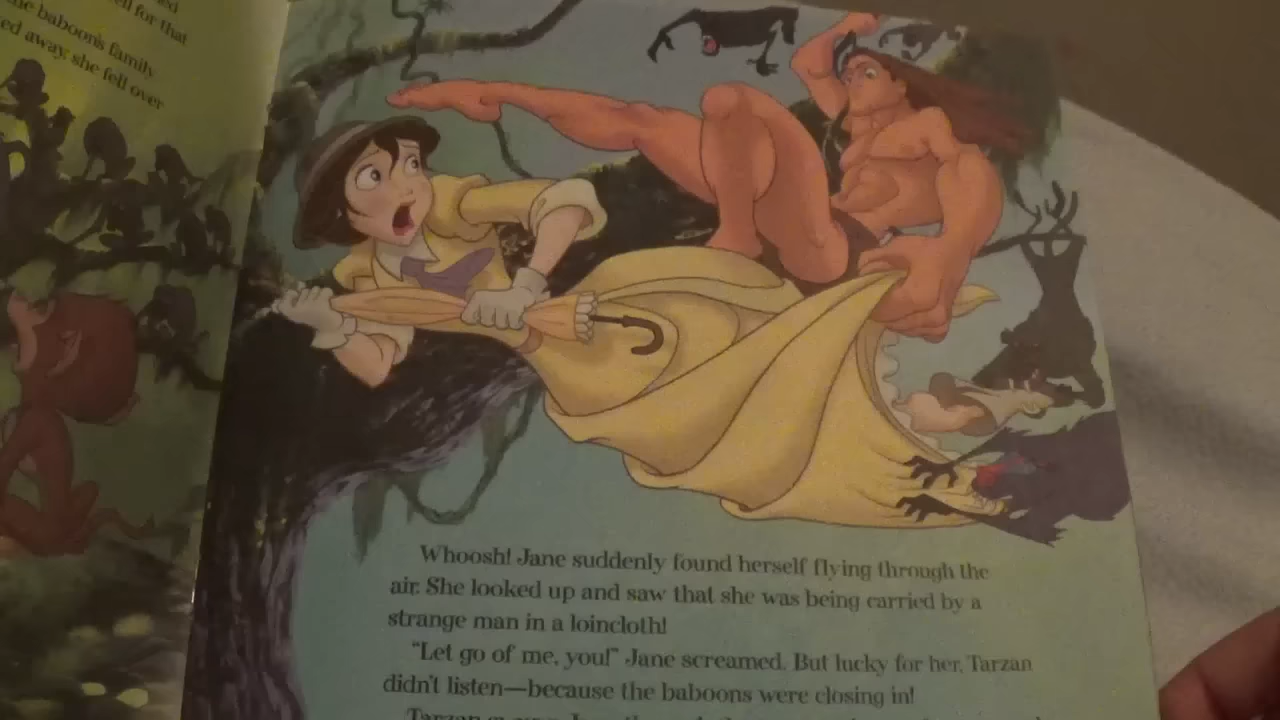 ell for that
the baboon's family
ed away, she fell over
Whoosh! Jane suddenly found herself flying through the
air. She looked up and saw that she was being carried by a
strange man in a loincloth!
"Let go of me, you!" Jane screamed. But lucky for her, Tarzan
didn't listen—because the baboons were closing in!
Tarzan